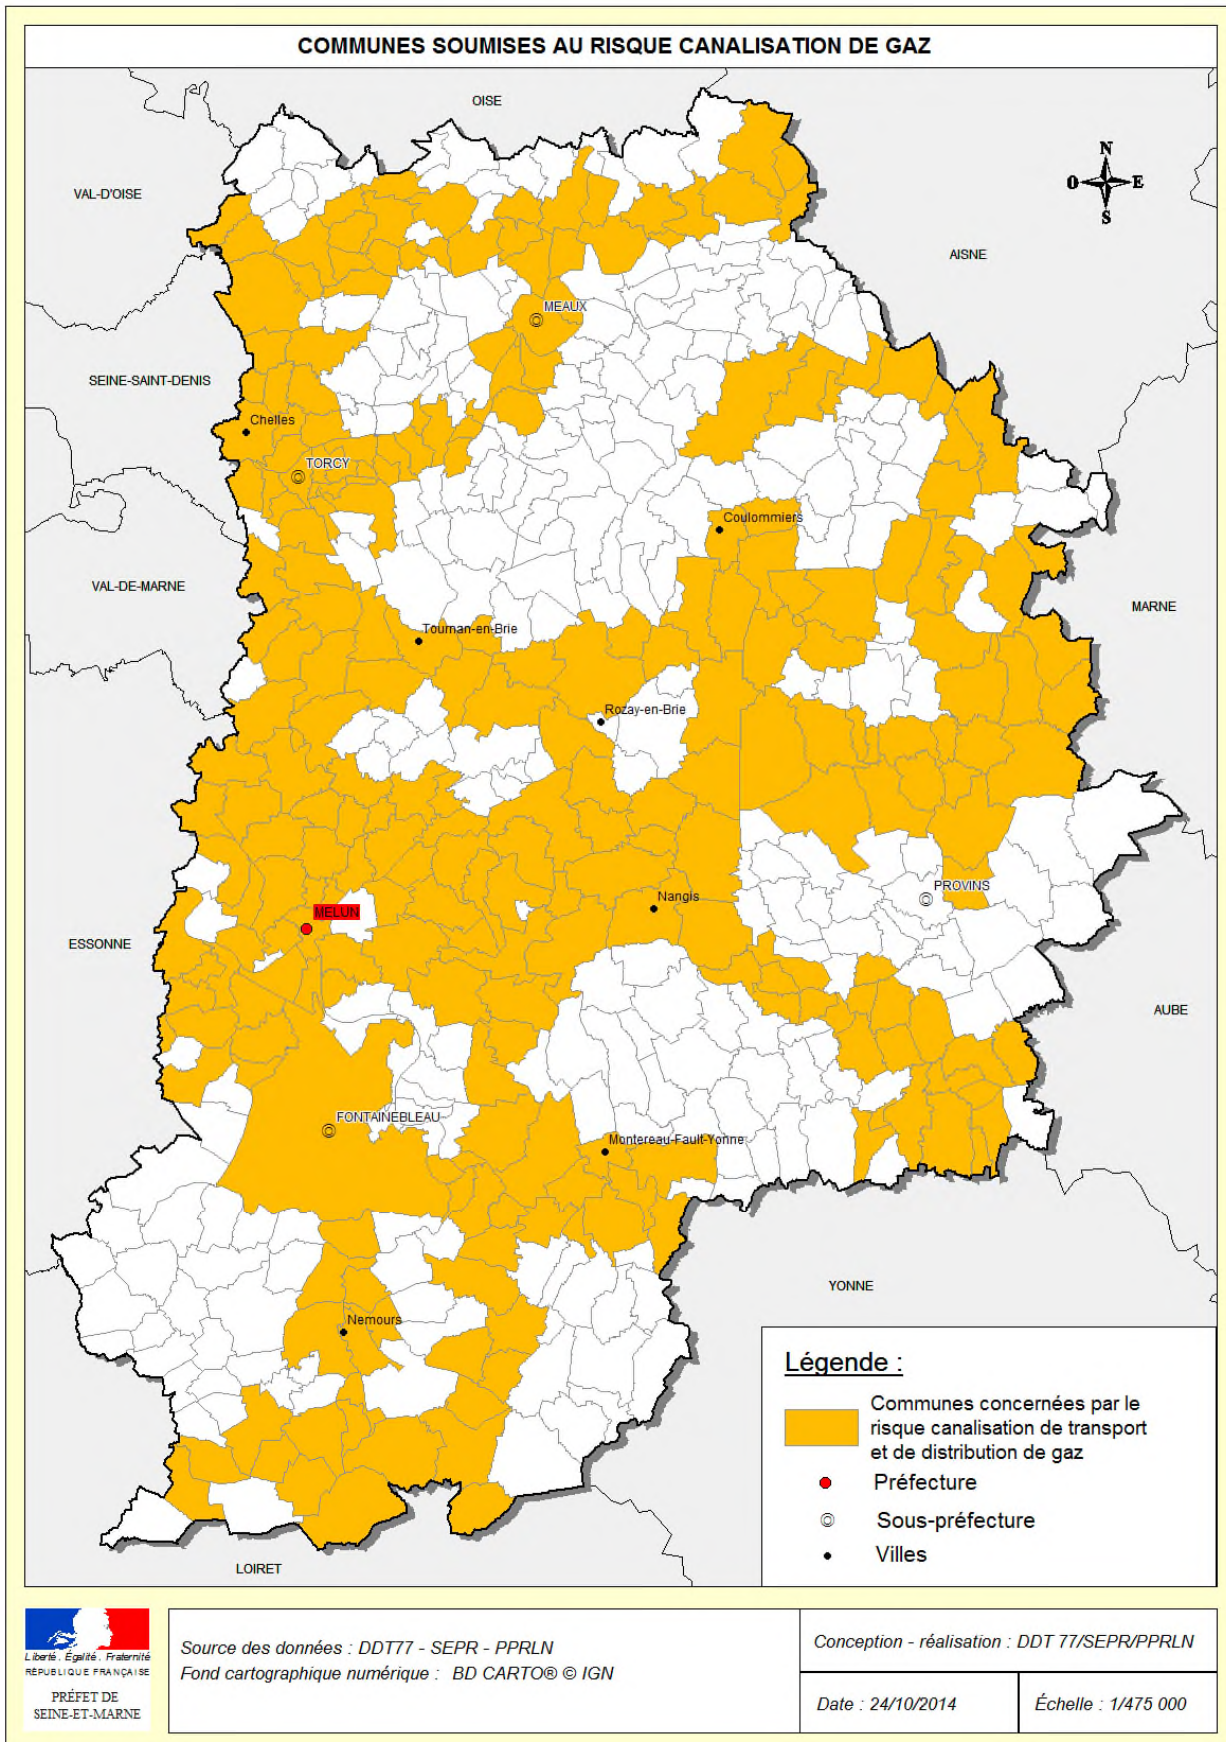 COMMUNES SOUMISES AU RISQUE CANALISATION DE GAZ
OISE
N
O E
S
VAL-D'OISE
AISNE
MEAUX
SEINE-SAINT-DENIS
Chelles
TORCY
Coulommiers
VAL-DE-MARNE
MARNE
Tournan-en-Brie
Rozay-en-Brie
PROVINS
Nangis
MELUN
ESSONNE
AUBE
FONTAINEBLEAU
Montereau-Fault-Yonne
YONNE
Nemours
Légende :
Communes concernées par le
risque canalisation de transport
et de distribution de gaz
Préfecture
Sous-préfecture
Villes
LOIRET
Liberté . Égalité . Fraternité
RÉPUBLIQUE FRANÇAISE
PRÉFET DE
SEINE-ET-MARNE
Source des données : DDT77 - SEPR - PPRLN
Fond cartographique numérique : BD CARTO® © IGN
Conception - réalisation : DDT 77/SEPR/PPRLN
Date : 24/10/2014
Échelle : 1/475 000